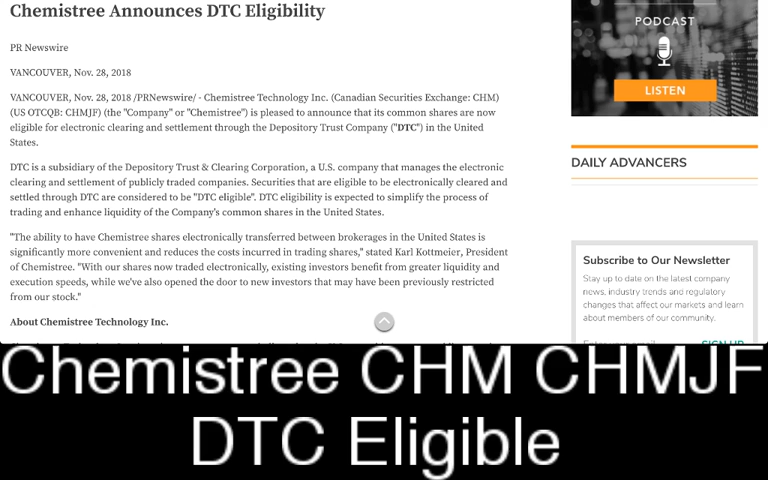 Chemistree Announces DTC Eligibility
PR Newswire
VANCOUVER, Nov. 28, 2018
VANCOUVER, Nov. 28, 2018 /PRNewswire/ - Chemistree Technology Inc. (Canadian Securities Exchange: CHM)
(US OTCQB: CHMJF) (the "Company" or "Chemistree") is pleased to announce that its common shares are now
eligible for electronic clearing and settlement through the Depository Trust Company ("DTC") in the United
States.
DTC is a subsidiary of the Depository Trust & Clearing Corporation, a U.S. company that manages the electronic
clearing and settlement of publicly traded companies. Securities that are eligible to be electronically cleared and
settled through DTC are considered to be "DTC eligible". DTC eligibility is expected to simplify the process of
trading and enhance liquidity of the Company's common shares in the United States.
"The ability to have Chemistree shares electronically transferred between brokerages in the United States is
significantly more convenient and reduces the costs incurred in trading shares," stated Karl Kottmeier, President
of Chemistree. "With our shares now traded electronically, existing investors benefit from greater liquidity and
execution speeds, while we've also opened the door to new investors that may have been previously restricted
from our stock."
About Chemistree Technology Inc.
PODCAST
LISTEN
DAILY ADVANCERS
Subscribe to Our Newsletter
Stay up to date on the latest company
news, industry trends and regulatory
changes that affect our markets and learn
about members of our community.
SIGN UP
Chemistree CHM CHMJF
DTC Eligible